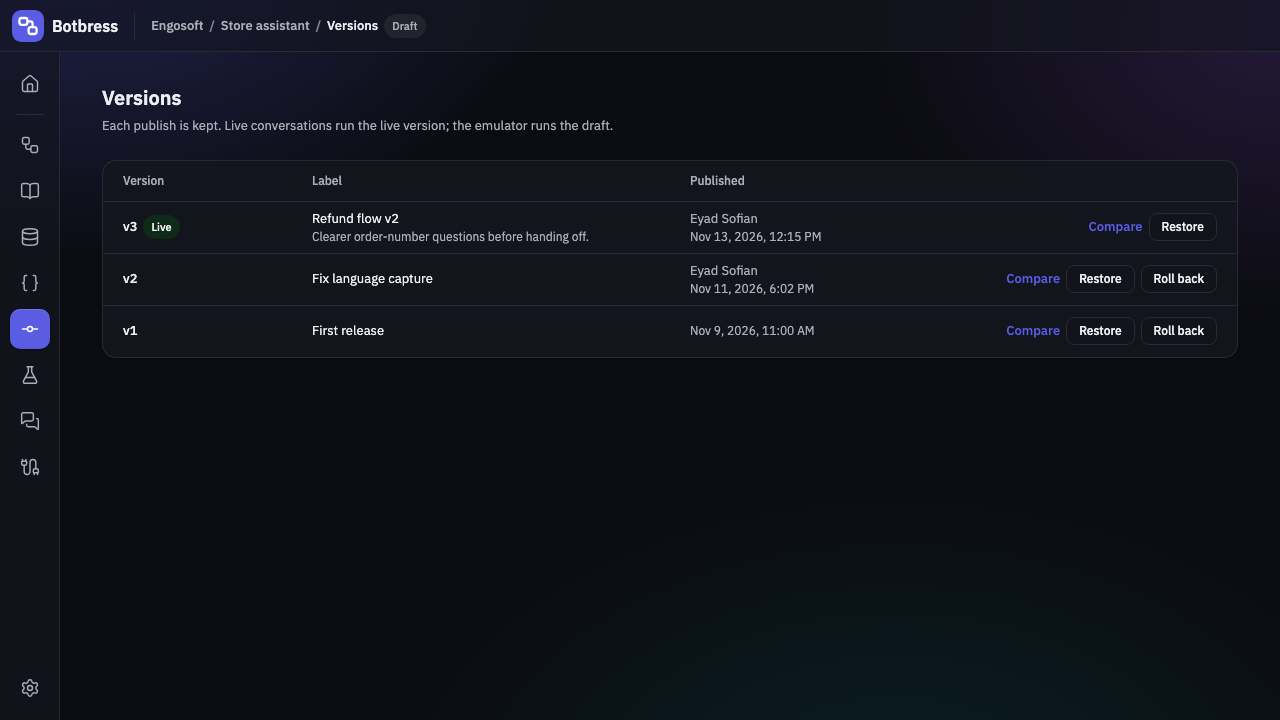 Botbress
Engosoft / Store assistant / Versions Draft
Versions
Each publish is kept. Live conversations run the live version; the emulator runs the draft.
Version Label Published
v3 Live Refund flow v2 Eyad Sofian Compare Restore
Clearer order-number questions before handing off. Nov 13, 2026, 12:15 PM
v2 Fix language capture Eyad Sofian Compare Restore Roll back
Nov 11, 2026, 6:02 PM
v1 First release Nov 9, 2026, 11:00 AM Compare Restore Roll back